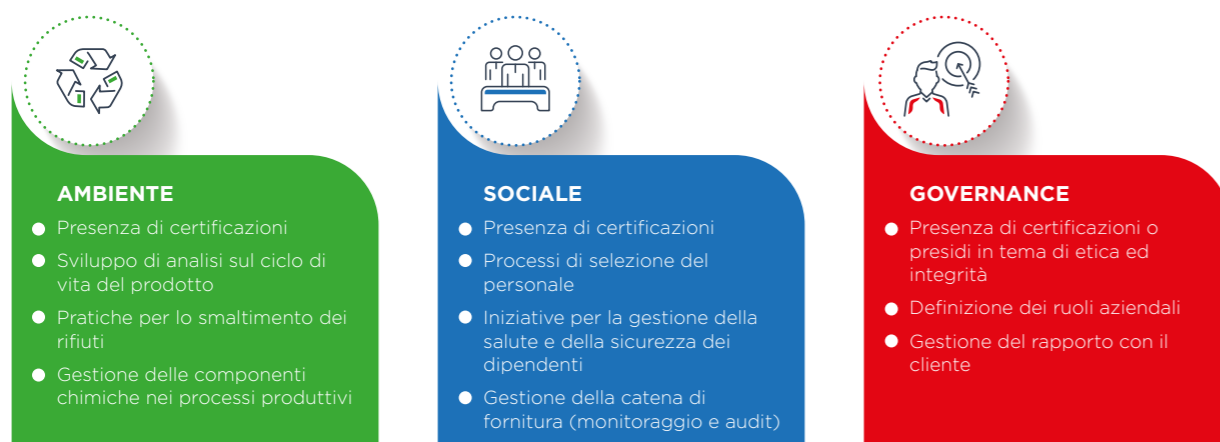 AMBIENTE
Presenza di certificazioni
Sviluppo di analisi sul ciclo di
vita del prodotto
Pratiche per lo smaltimento dei
rifiuti
Gestione delle componenti
chimiche nei processi produttivi
SOCIALE
Presenza di certificazioni
Processi di selezione del
personale
Iniziative per la gestione della
salute e della sicurezza dei
dipendenti
Gestione della catena di
fornitura (monitoraggio e audit)
GOVERNANCE
Presenza di certificazioni o
presidi in tema di etica ed
integrità
Definizione dei ruoli aziendali
Gestione del rapporto con il
cliente